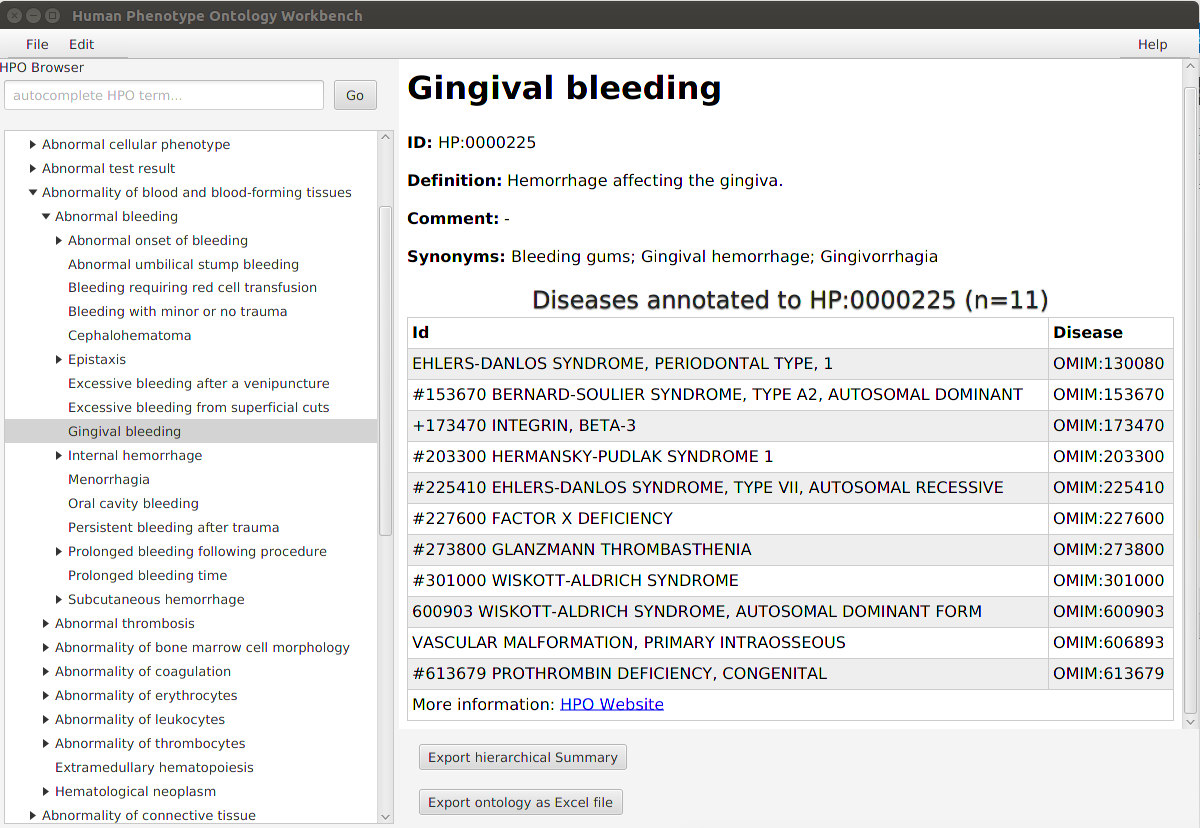 Human Phenotype Ontology Workbench
File Edit Help
HPO Browser
autocomplete HPO term... Go
Abnormal cellular phenotype
Abnormal test result
Abnormality of blood and blood-forming tissues
Abnormal bleeding
Abnormal onset of bleeding
Abnormal umbilical stump bleeding
Bleeding requiring red cell transfusion
Bleeding with minor or no trauma
Cephalohematoma
Epistaxis
Excessive bleeding after a venipuncture
Excessive bleeding from superficial cuts
Gingival bleeding
Internal hemorrhage
Menorrhagia
Oral cavity bleeding
Persistent bleeding after trauma
Prolonged bleeding following procedure
Prolonged bleeding time
Subcutaneous hemorrhage
Abnormal thrombosis
Abnormality of bone marrow cell morphology
Abnormality of coagulation
Abnormality of erythrocytes
Abnormality of leukocytes
Abnormality of thrombocytes
Extramedullary hematopoiesis
Hematological neoplasm
Abnormality of connective tissue
Gingival bleeding
ID: HP:0000225
Definition: Hemorrhage affecting the gingiva.
Comment: -
Synonyms: Bleeding gums; Gingival hemorrhage; Gingivorrhagia
Diseases annotated to HP:0000225 (n=11)
Id Disease
EHLERS-DANLOS SYNDROME, PERIODONTAL TYPE, 1 OMIM:130080
#153670 BERNARD-SOULIER SYNDROME, TYPE A2, AUTOSOMAL DOMINANT OMIM:153670
+173470 INTEGRIN, BETA-3 OMIM:173470
#203300 HERMANSKY-PUDLAK SYNDROME 1 OMIM:203300
#225410 EHLERS-DANLOS SYNDROME, TYPE VII, AUTOSOMAL RECESSIVE OMIM:225410
#227600 FACTOR X DEFICIENCY OMIM:227600
#273800 GLANZMANN THROMBASTHENIA OMIM:273800
#301000 WISKOTT-ALDRICH SYNDROME OMIM:301000
600903 WISKOTT-ALDRICH SYNDROME, AUTOSOMAL DOMINANT FORM OMIM:600903
VASCULAR MALFORMATION, PRIMARY INTRAOSSEOUS OMIM:606893
#613679 PROTHROMBIN DEFICIENCY, CONGENITAL OMIM:613679
More information: HPO Website
Export hierarchical Summary
Export ontology as Excel file